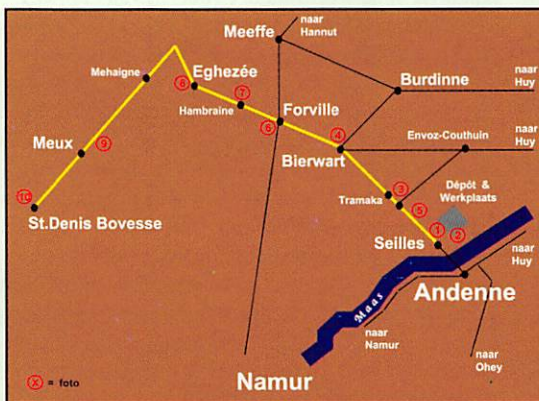 naar
Hannut
Meeffe
Mehaigne
Eghezée
8
7
Hambraine
Burdinne
naar
Huy
Forville
6
4
Envoz-Couthuin
naar
Huy
Meux
9
Bierwart
10
St.Denis Bovesse
Tramaka
3
5
Dépôt &
Werkplaats
1
2
Seilles
naar
Huy
Andenne
Maas
naar
Namur
naar
Ohey
Namur
X = foto